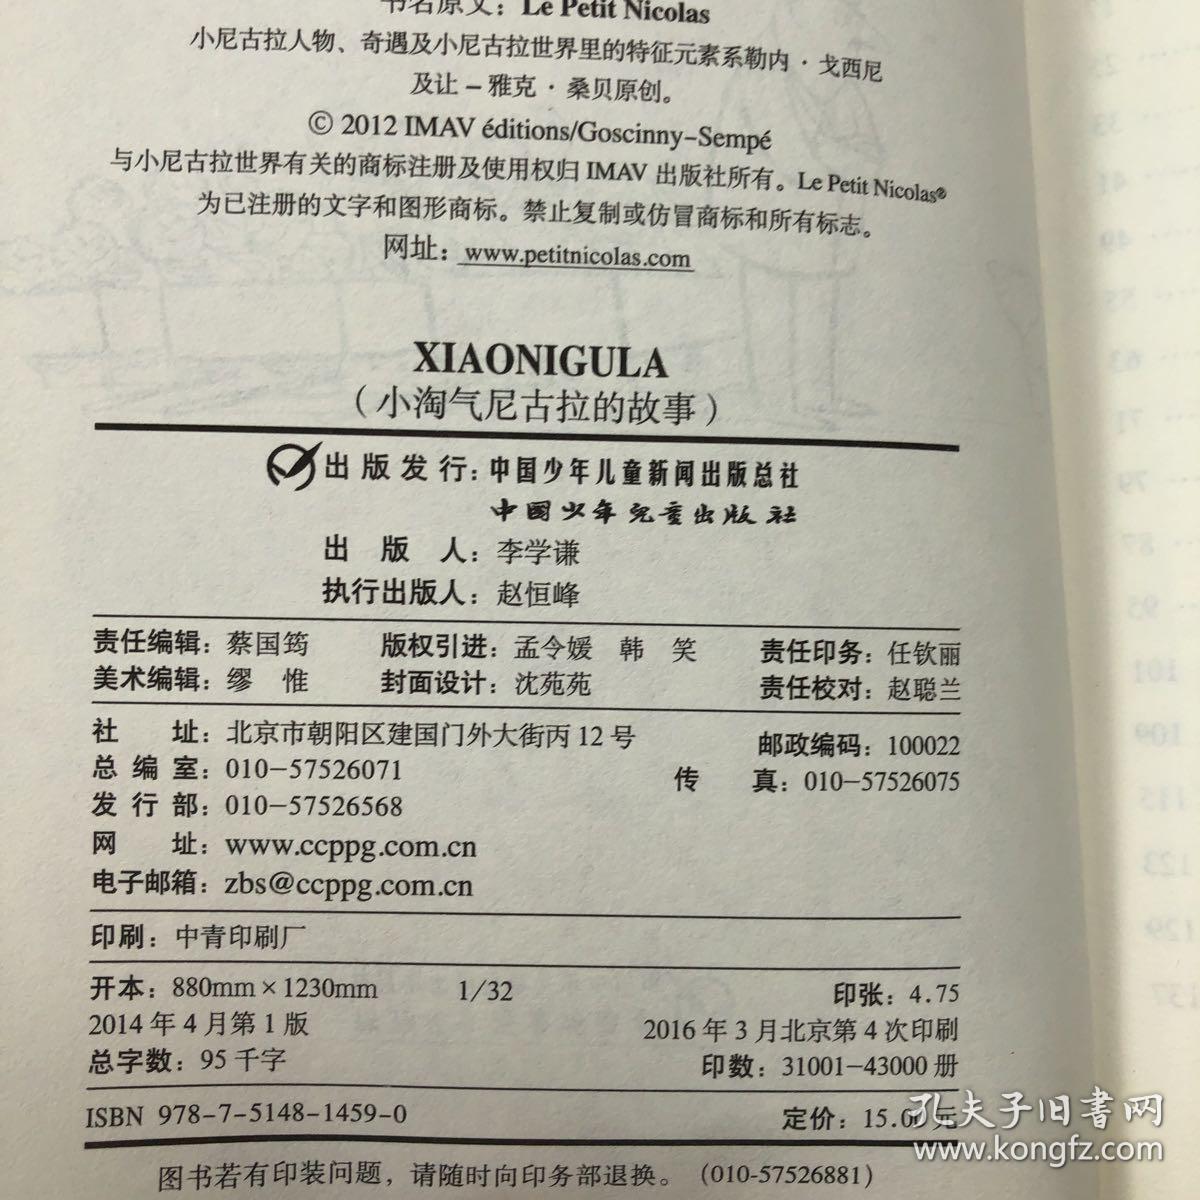 书名原文：Le Petit Nicolas
小尼古拉人物、奇遇及小尼古拉世界里的特征元素系勒内·戈西尼
及让-雅克·桑贝原创。
© 2012 IMAV éditions/Goscinny-Sempé
与小尼古拉世界有关的商标注册及使用权归 IMAV 出版社所有。Le Petit Nicolas®
为已注册的文字和图形商标。禁止复制或仿冒商标和所有标志。
网址：www.petitnicolas.com
XIAONIGULA
（小淘气尼古拉的故事）
出版发行：中国少年儿童新闻出版总社
中国少年儿童出版社
出 版 人：李学谦
执行出版人：赵恒峰
责任编辑：蔡国筠 版权引进：孟令媛 韩 笑 责任印务：任钦丽
美术编辑：缪 惟 封面设计：沈苑苑 责任校对：赵聪兰
社 址：北京市朝阳区建国门外大街丙12号 邮政编码：100022
总 编 室：010-57526071 传 真：010-57526075
发 行 部：010-57526568
网 址：www.ccppg.com.cn
电子邮箱：zbs@ccppg.com.cn
印刷：中青印刷厂
开本：880mm×1230mm 1/32 印张：4.75
2014年4月第1版 2016年3月北京第4次印刷
总字数：95千字 印数：31001-43000册
ISBN 978-7-5148-1459-0 定价：15.00元
图书若有印装问题，请随时向印务部退换。（010-57526881）
孔夫子旧书网
www.kongfz.com